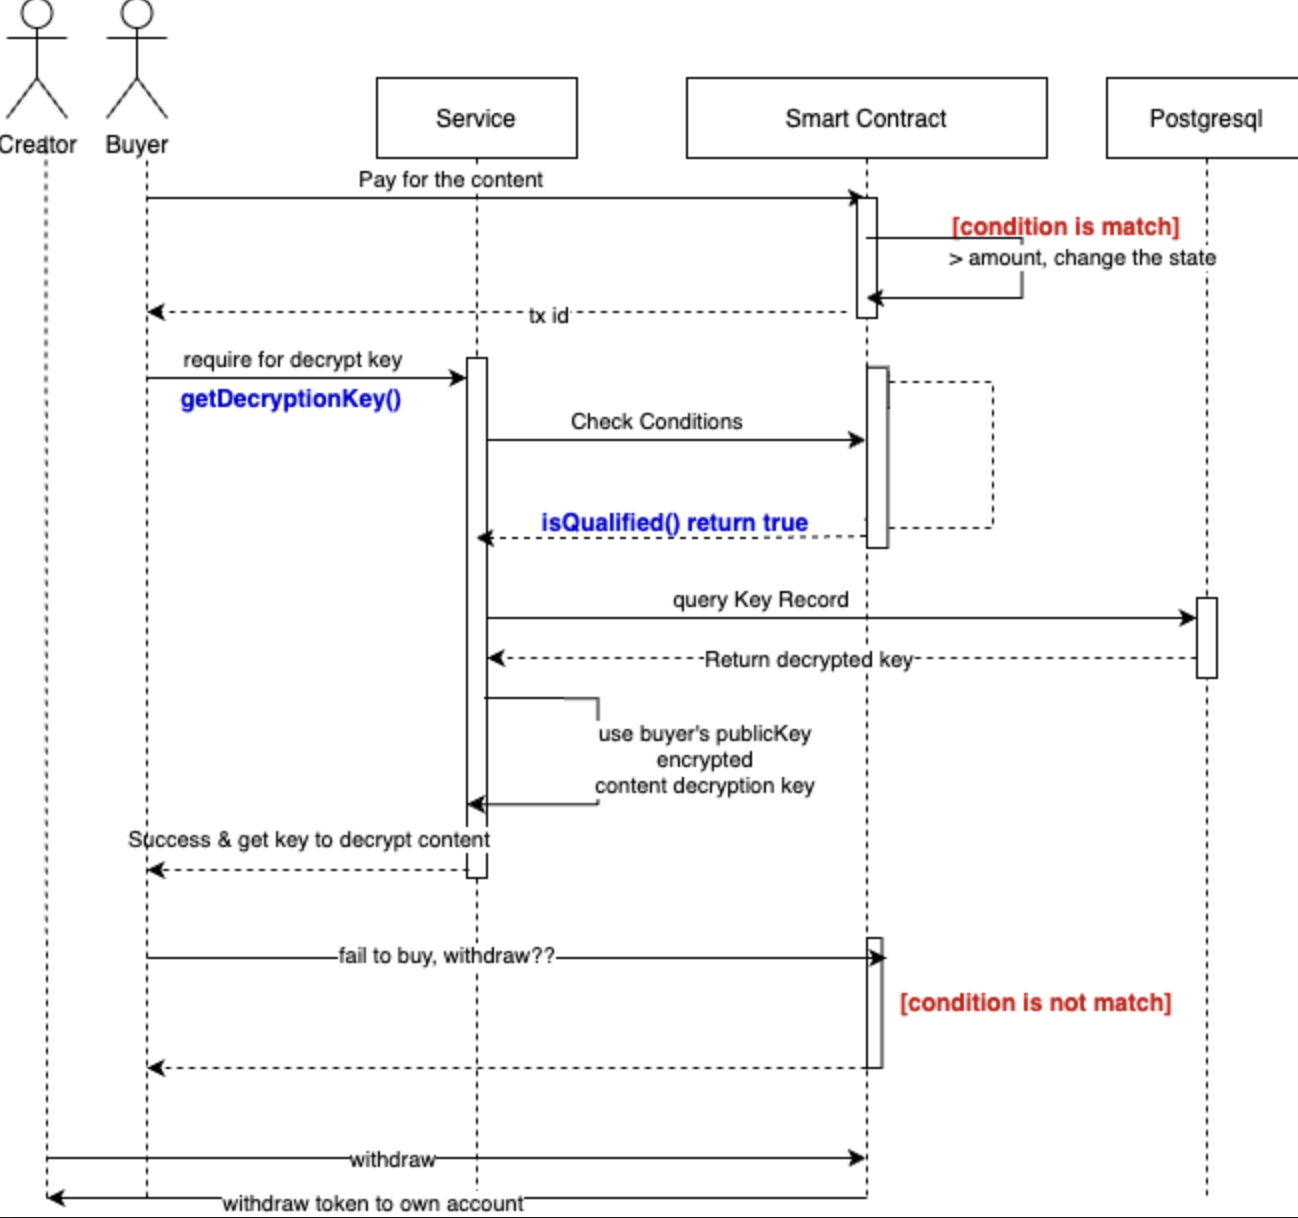 Creator
Buyer
Service
Smart Contract
Postgresql
Pay for the content
[condition is match]
> amount, change the state
tx id
require for decrypt key
getDecryptionKey()
Check Conditions
isQualified() return true
query Key Record
Return decrypted key
use buyer's publicKey
encrypted
content decryption key
Success & get key to decrypt content
fail to buy, withdraw??
[condition is not match]
withdraw
withdraw token to own account